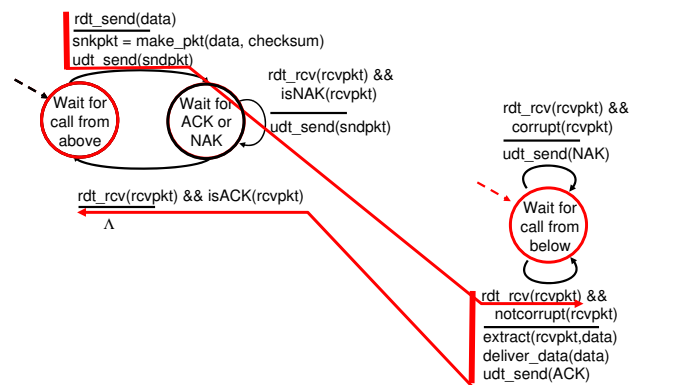 rdt_send(data)
snkpkt = make_pkt(data, checksum)
udt_send(sndpkt)
Wait for
call from
above
Wait for
ACK or
NAK
rdt_rcv(rcvpkt) &&
isNAK(rcvpkt)
udt_send(sndpkt)
rdt_rcv(rcvpkt) && isACK(rcvpkt)
Λ
rdt_rcv(rcvpkt) &&
corrupt(rcvpkt)
udt_send(NAK)
Wait for
call from
below
rdt_rcv(rcvpkt) &&
notcorrupt(rcvpkt)
extract(rcvpkt,data)
deliver_data(data)
udt_send(ACK)